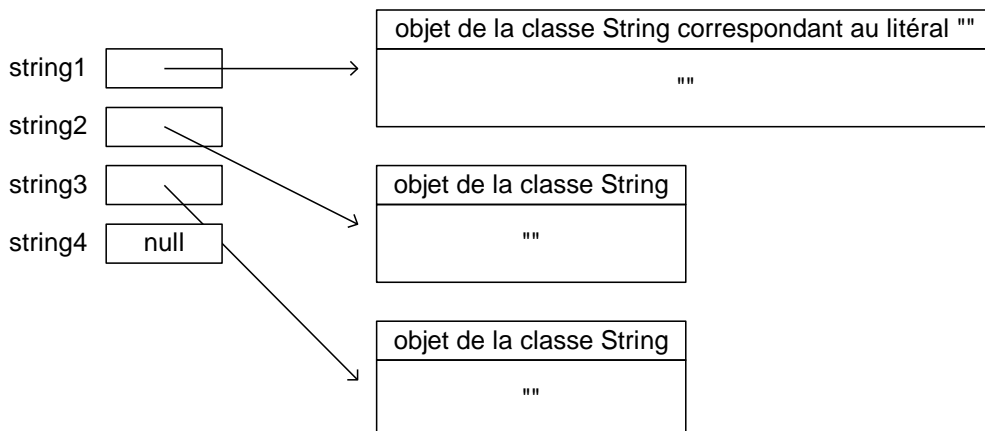 objet de la classe String correspondant au litéral ""
string1
""
string2
string3
objet de la classe String
string4
null
""
objet de la classe String
""